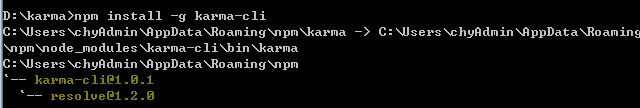 D:\karma>npm install -g karma-cli
C:\Users\chyAdmin\AppData\Roaming\npm\karma -> C:\Users\chyAdmin\AppData\Roaming
\npm\node_modules\karma-cli\bin\karma
C:\Users\chyAdmin\AppData\Roaming\npm
`-- karma-cli@1.0.1
  `-- resolve@1.2.0